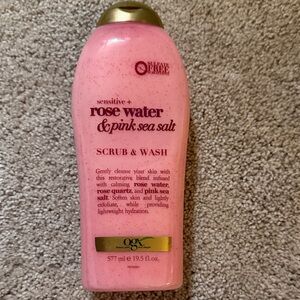 SULFATE
FREE
sensitive +
rose water
& pink sea salt
SCRUB & WASH
Gently cleanse your skin with
this restorative blend infused
with calming rose water,
rose quartz, and pink sea
salt. Soften skin and lightly
exfoliate, while providing
lightweight hydration.
ogx
577 ml ℮ 19.5 fl. oz.